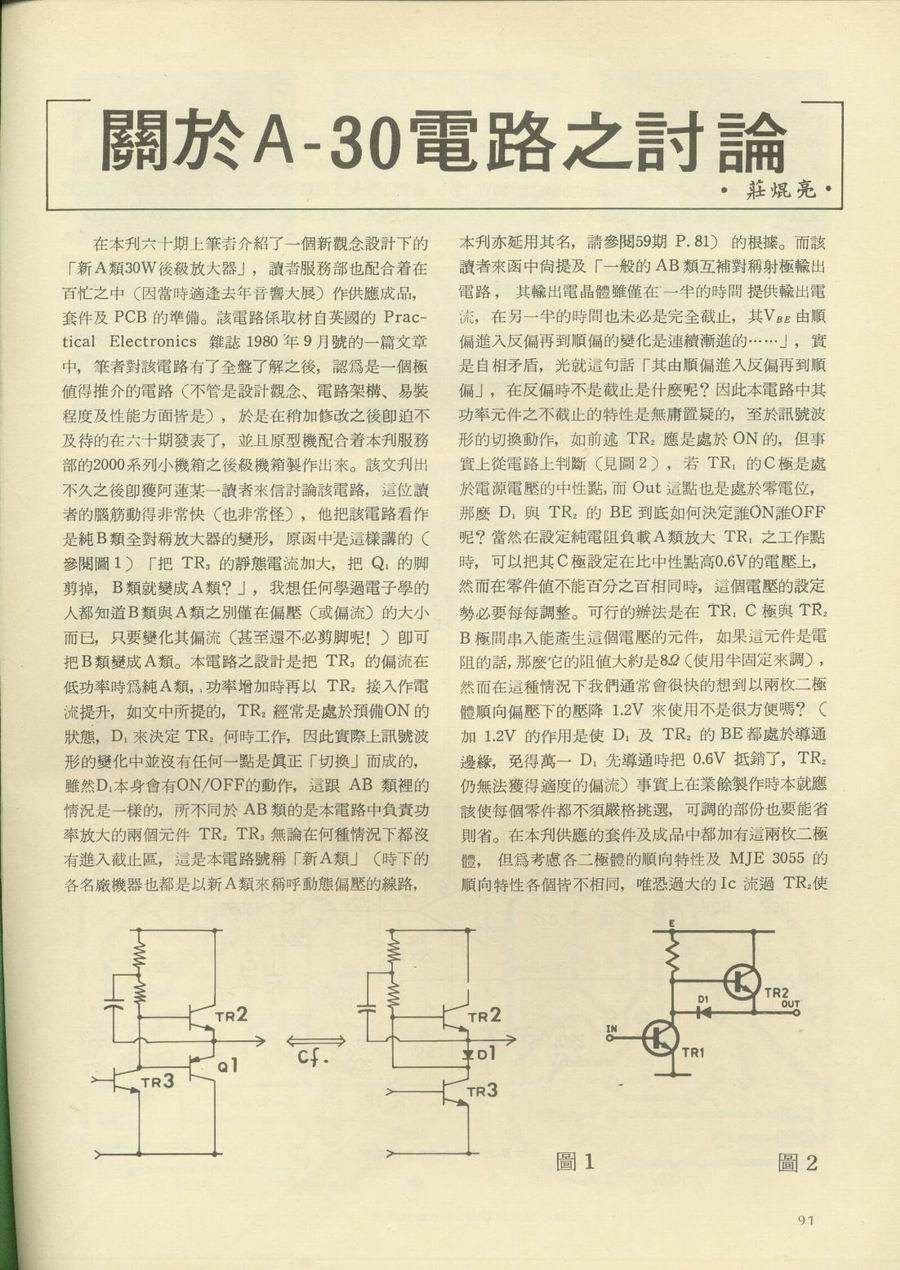 關於A-30電路之討論
•莊焜亮•
在本刋六十期上筆者介紹了一個新觀念設計下的
「新A類30W後級放大器」，讀者服務部也配合着在
百忙之中（因當時適逢去年音響大展）作供應成品，
套件及 PCB 的準備。該電路係取材自英國的 Prac-
tical Electronics 雜誌 1980 年 9 月號的一篇文章
中，筆者對該電路有了全盤了解之後，認爲是一個極
値得推介的電路（不管是設計觀念、電路架構、易裝
程度及性能方面皆是），於是在稍加修改之後卽迫不
及待的在六十期發表了，並且原型機配合着本刋服務
部的2000系列小機箱之後級機箱製作出來。該文刋出
不久之後卽獲阿蓮某一讀者來信討論該電路，這位讀
者的腦筋動得非常快（也非常怪），他把該電路看作
是純B類全對稱放大器的變形，原函中是這樣講的（
參閱圖1）「把 TR₃ 的靜態電流加大，把 Q₁ 的脚
剪掉，B類就變成A類？」，我想任何學過電子學的
人都知道B類與A類之別僅在偏壓（或偏流）的大小
而已，只要變化其偏流（甚至還不必剪脚呢！）卽可
把B類變成A類。本電路之設計是把 TR₃ 的偏流在
低功率時爲純A類，功率增加時再以 TR₂ 接入作電
流提升，如文中所提的，TR₂ 經常是處於預備ON的
狀態，D₁ 來決定 TR₂ 何時工作，因此實際上訊號波
形的變化中並沒有任何一點是眞正「切換」而成的，
雖然D₁本身會有ON/OFF的動作，這跟 AB 類裡的
情況是一樣的，所不同於 AB 類的是本電路中負責功
率放大的兩個元件 TR₂ TR₃ 無論在何種情況下都沒
有進入截止區，這是本電路號稱「新A類」（時下的
各名廠機器也都是以新A類來稱呼動態偏壓的線路，
本刋亦延用其名，請參閱59期 P.81） 的根據。而該
讀者來函中尙提及「一般的 AB 類互補對稱射極輸出
電路，其輸出電晶體雖僅在一半的時間提供輸出電
流，在另一半的時間也未必是完全截止，其V_BE 由順
偏進入反偏再到順偏的變化是連續漸進的……」，實
是自相矛盾，光就這句話「其由順偏進入反偏再到順
偏」，在反偏時不是截止是什麽呢？因此本電路中其
功率元件之不截止的特性是無庸置疑的，至於訊號波
形的切換動作，如前述 TR₂ 應是處於 ON 的，但事
實上從電路上判斷（見圖2），若 TR₁ 的C極是處
於電源電壓的中性點，而 Out 這點也是處於零電位，
那麽 D₁ 與 TR₂ 的 BE 到底如何決定誰ON誰OFF
呢？當然在設定純電阻負載A類放大 TR₁ 之工作點
時，可以把其C極設定在比中性點高0.6V的電壓上，
然而在零件値不能百分之百相同時，這個電壓的設定
勢必要每每調整。可行的辦法是在 TR₁ C 極與 TR₂
B極間串入能產生這個電壓的元件，如果這元件是電
阻的話，那麽它的阻値大約是8Ω（使用半固定來調），
然而在這種情況下我們通常會很快的想到以兩枚二極
體順向偏壓下的壓降 1.2V 來使用不是很方便嗎？（
加 1.2V 的作用是使 D₁ 及 TR₂ 的 BE 都處於導通
邊緣，免得萬一 D₁ 先導通時把 0.6V 抵銷了，TR₂
仍無法獲得適度的偏流）事實上在業餘製作時本就應
該使每個零件都不須嚴格挑選，可調的部份也要能省
則省。在本刋供應的套件及成品中都加有這兩枚二極
體，但爲考慮各二極體的順向特性及 MJE 3055 的
順向特性各個皆不相同，唯恐過大的 Ic 流過 TR₂使
TR2
Q1
TR3
Cf.
TR2
D1
TR3
圖1
E
TR2
D1
OUT
IN
TR1
圖2
91